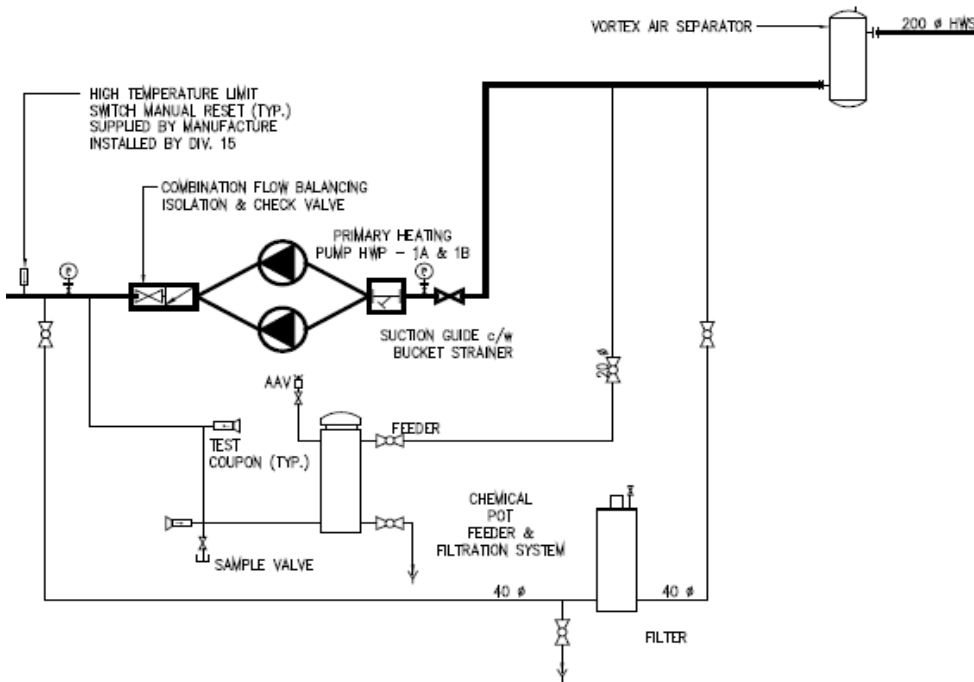 VORTEX AIR SEPARATOR
200 ø HWS
HIGH TEMPERATURE LIMIT
SWITCH MANUAL RESET (TYP.)
SUPPLIED BY MANUFACTURE
INSTALLED BY DIV. 15
COMBINATION FLOW BALANCING
ISOLATION & CHECK VALVE
PRIMARY HEATING
PUMP HWP - 1A & 1B
P
P
SUCTION GUIDE c/w
BUCKET STRAINER
20 ø
AAV
FEEDER
TEST
COUPON (TYP.)
CHEMICAL
POT
FEEDER &
FILTRATION SYSTEM
SAMPLE VALVE
40 ø
40 ø
FILTER